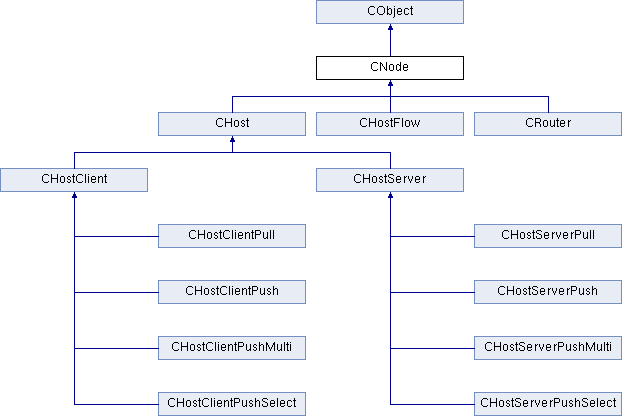 CObject
CNode
CHost
CHostFlow
CRouter
CHostClient
CHostServer
CHostClientPull
CHostServerPull
CHostClientPush
CHostServerPush
CHostClientPushMulti
CHostServerPushMulti
CHostClientPushSelect
CHostServerPushSelect